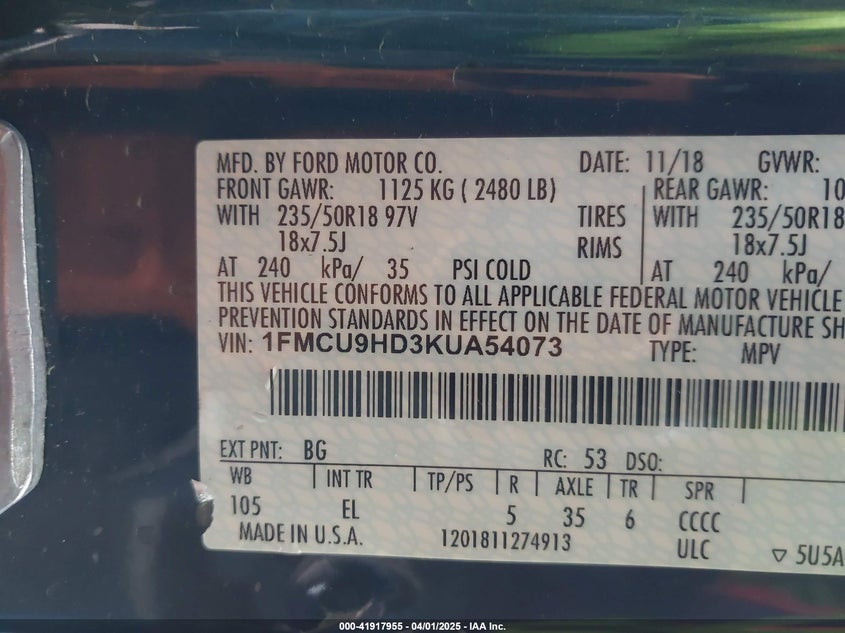 MFD. BY FORD MOTOR CO. DATE: 11/18 GVWR:
FRONT GAWR: 1125 KG ( 2480 LB) REAR GAWR: 10
WITH 235/50R18 97V TIRES WITH 235/50R18
18x7.5J RIMS 18x7.5J
AT 240 kPa/ 35 PSI COLD AT 240 kPa/
THIS VEHICLE CONFORMS TO ALL APPLICABLE FEDERAL MOTOR VEHICLE
PREVENTION STANDARDS IN EFFECT ON THE DATE OF MANUFACTURE SH
VIN: 1FMCU9HD3KUA54073 TYPE: MPV
EXT PNT: BG RC: 53 DSO:
WB INT TR TP/PS R AXLE TR SPR
105 EL 5 35 6 CCCC
MADE IN U.S.A. 1201811274913 ULC ▽ 5U5A
000-41917955 - 04/01/2025 - IAA Inc.